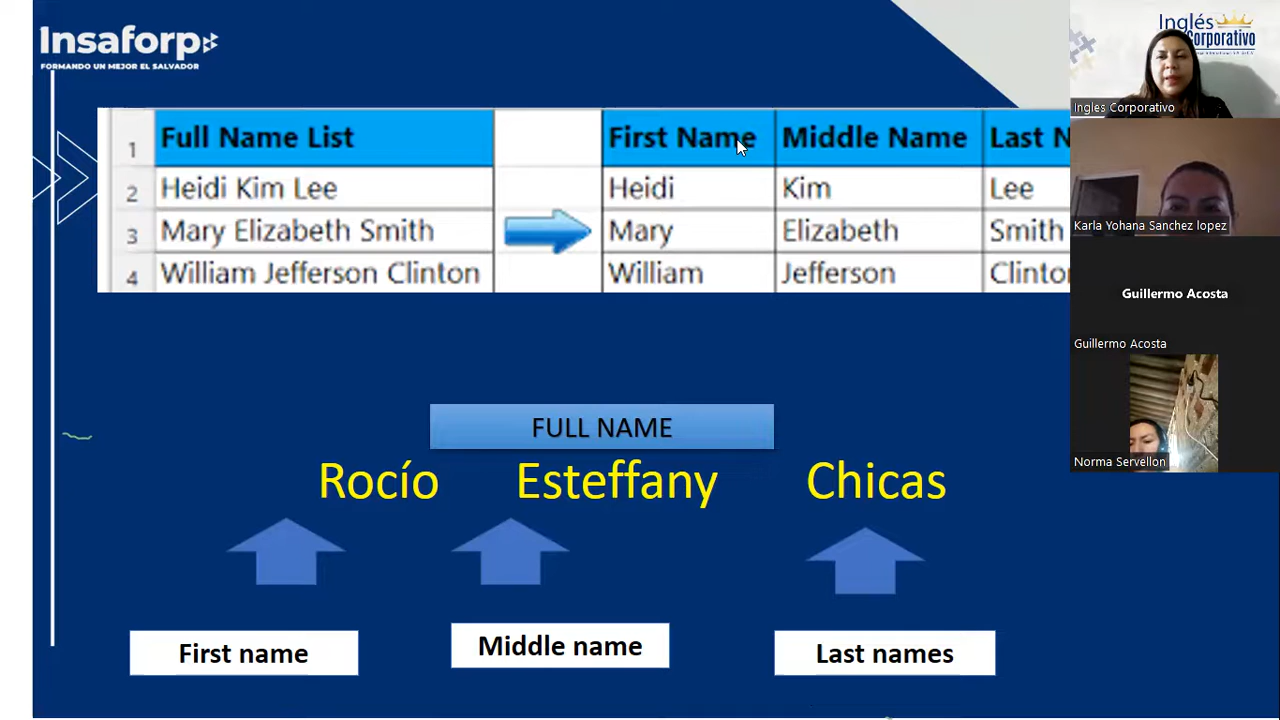 Insaforp
FORMANDO UN MEJOR EL SALVADOR
Inglés
Corporativo
Ingles Corporativo
1 Full Name List First Name Middle Name Last N
2 Heidi Kim Lee Heidi Kim Lee
3 Mary Elizabeth Smith Mary Elizabeth Smith
4 William Jefferson Clinton William Jefferson Clinto
Karla Yohana Sanchez lopez
Guillermo Acosta
Guillermo Acosta
Norma Servellon
FULL NAME
Rocío Esteffany Chicas
First name Middle name Last names